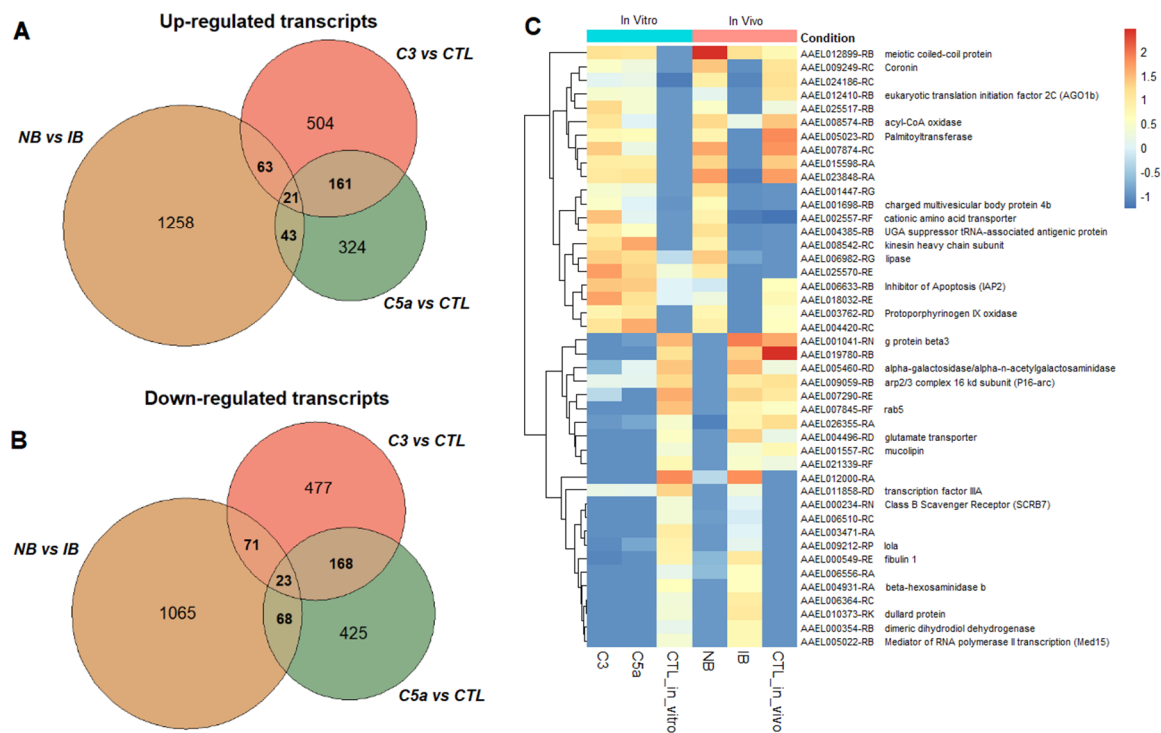 A
Up-regulated transcripts
C3 vs CTL
NB vs IB
504
63
161
21
1258
43
324
C5a vs CTL
B
Down-regulated transcripts
C3 vs CTL
477
NB vs IB
71
168
23
1065
68
425
C5a vs CTL
C
In Vitro
In Vivo
Condition
AAEL012899-RB meiotic coiled-coil protein
AAEL009249-RC Coronin
AAEL024186-RC
AAEL012410-RB eukaryotic translation initiation factor 2C (AGO1b)
AAEL025517-RB
AAEL008574-RB acyl-CoA oxidase
AAEL005023-RD Palmitoyltransferase
AAEL007874-RC
AAEL015598-RA
AAEL023848-RA
AAEL001447-RG
AAEL001698-RB charged multivesicular body protein 4b
AAEL002557-RF cationic amino acid transporter
AAEL004385-RB UGA suppressor tRNA-associated antigenic protein
AAEL008542-RC kinesin heavy chain subunit
AAEL006982-RG lipase
AAEL025570-RE
AAEL006633-RB Inhibitor of Apoptosis (IAP2)
AAEL018032-RE
AAEL003762-RD Protoporphyrinogen IX oxidase
AAEL004420-RC
AAEL001041-RN g protein beta3
AAEL019780-RB
AAEL005460-RD alpha-galactosidase/alpha-n-acetylgalactosaminidase
AAEL009059-RB arp2/3 complex 16 kd subunit (P16-arc)
AAEL007290-RE
AAEL007845-RF rab5
AAEL026355-RA
AAEL004496-RD glutamate transporter
AAEL001557-RC mucolipin
AAEL021339-RF
AAEL012000-RA
AAEL011858-RD transcription factor IIIA
AAEL000234-RN Class B Scavenger Receptor (SCRB7)
AAEL006510-RC
AAEL003471-RA
AAEL009212-RP lola
AAEL000549-RE fibulin 1
AAEL006556-RA
AAEL004931-RA beta-hexosaminidase b
AAEL006364-RC
AAEL010373-RK dullard protein
AAEL000354-RB dimeric dihydrodiol dehydrogenase
AAEL005022-RB Mediator of RNA polymerase II transcription (Med15)
C3
C5a
CTL_in_vitro
NB
IB
CTL_in_vivo
2
1.5
1
0.5
0
-0.5
-1